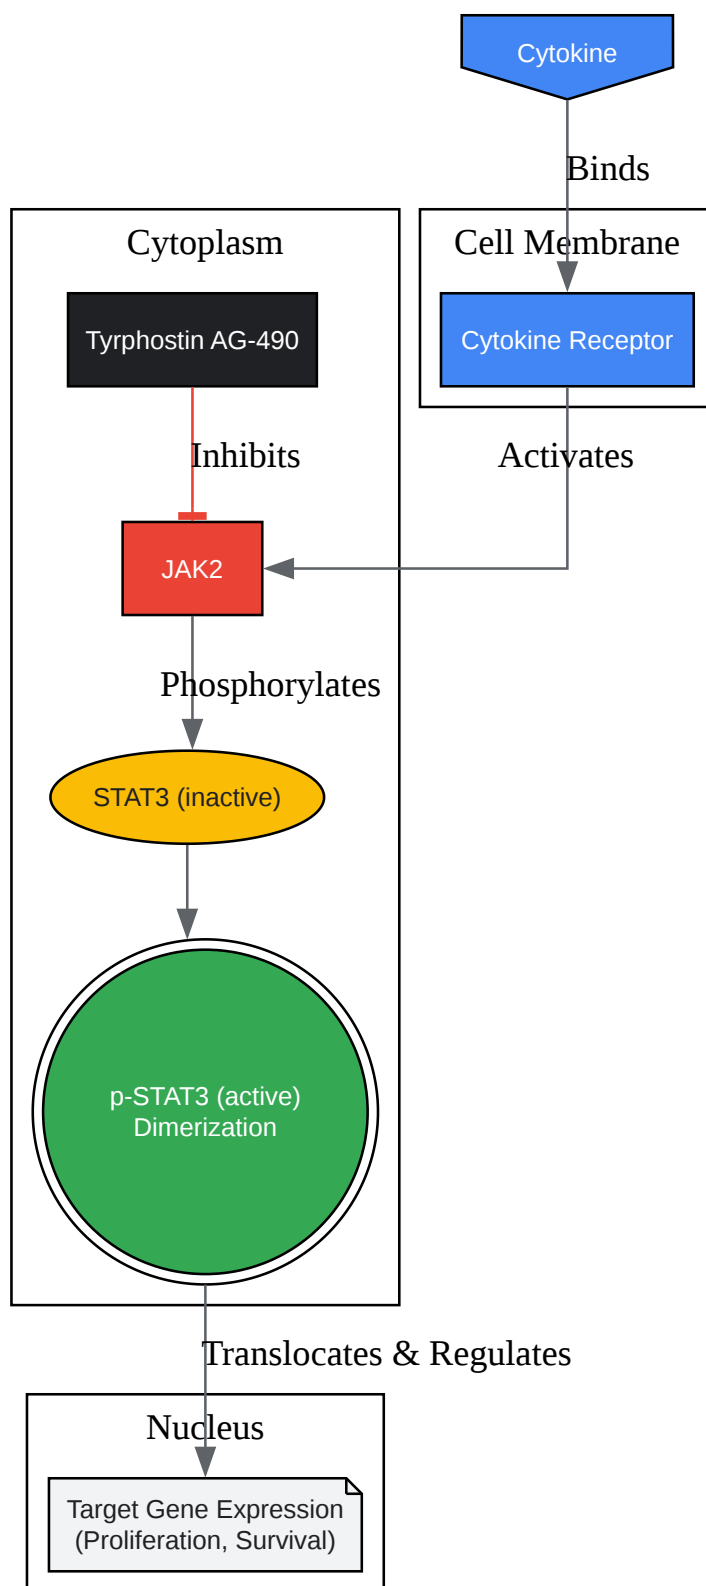 Cytokine
Binds
Cytoplasm
Cell Membrane
Tyrphostin AG-490
Cytokine Receptor
Inhibits
Activates
JAK2
Phosphorylates
STAT3 (inactive)
p-STAT3 (active)
Dimerization
Translocates & Regulates
Nucleus
Target Gene Expression
(Proliferation, Survival)